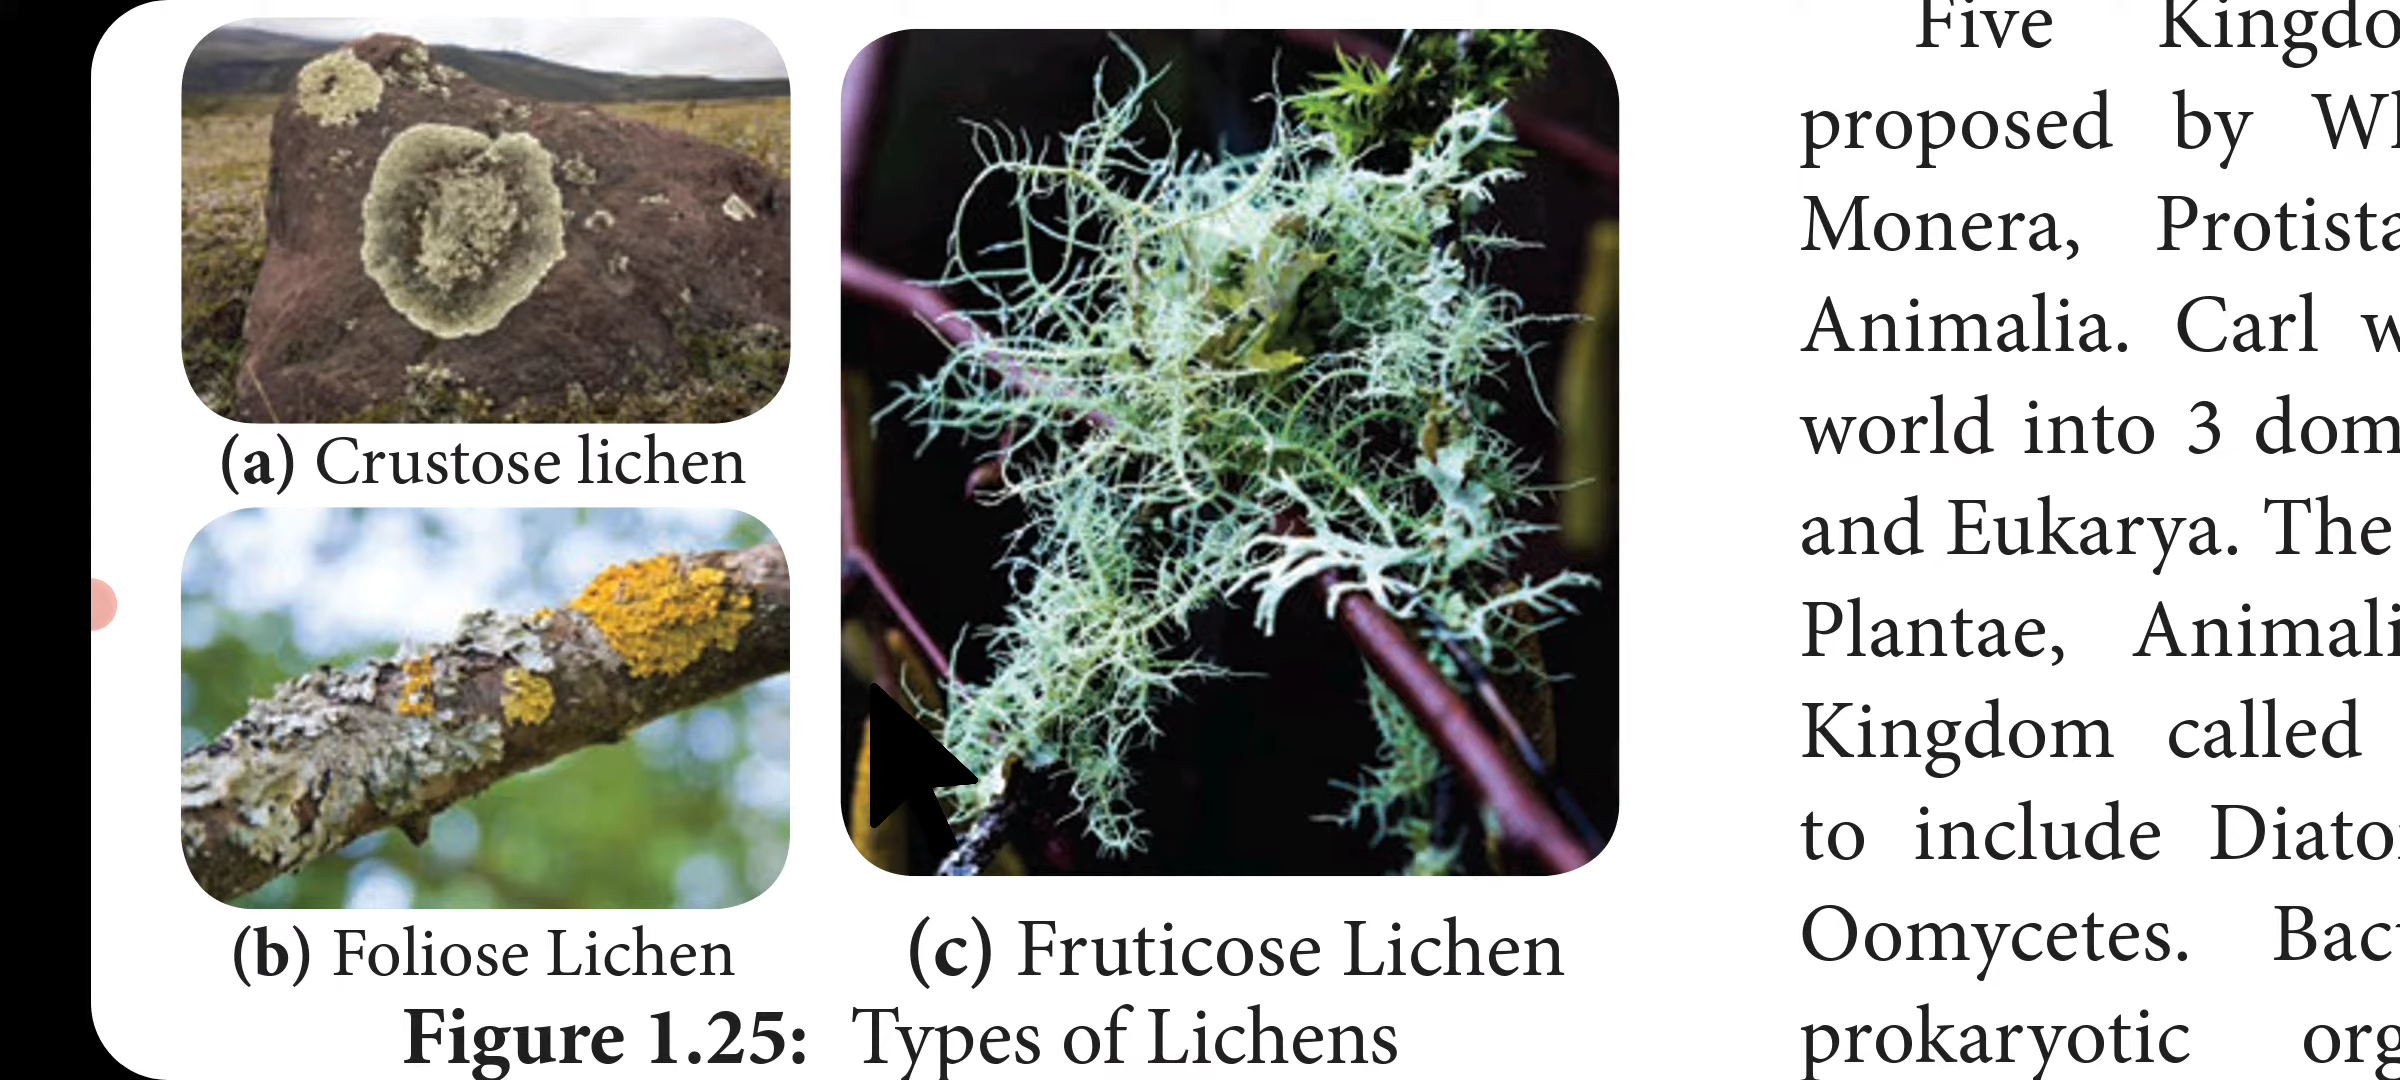 (a) Crustose lichen
(b) Foliose Lichen
(c) Fruticose Lichen
Figure 1.25: Types of Lichens
Five
proposed by
Monera,
Animalia. Carl
world into 3
and Eukarya. The
Plantae,
Kingdom called
to include
Oomycetes.
prokaryotic